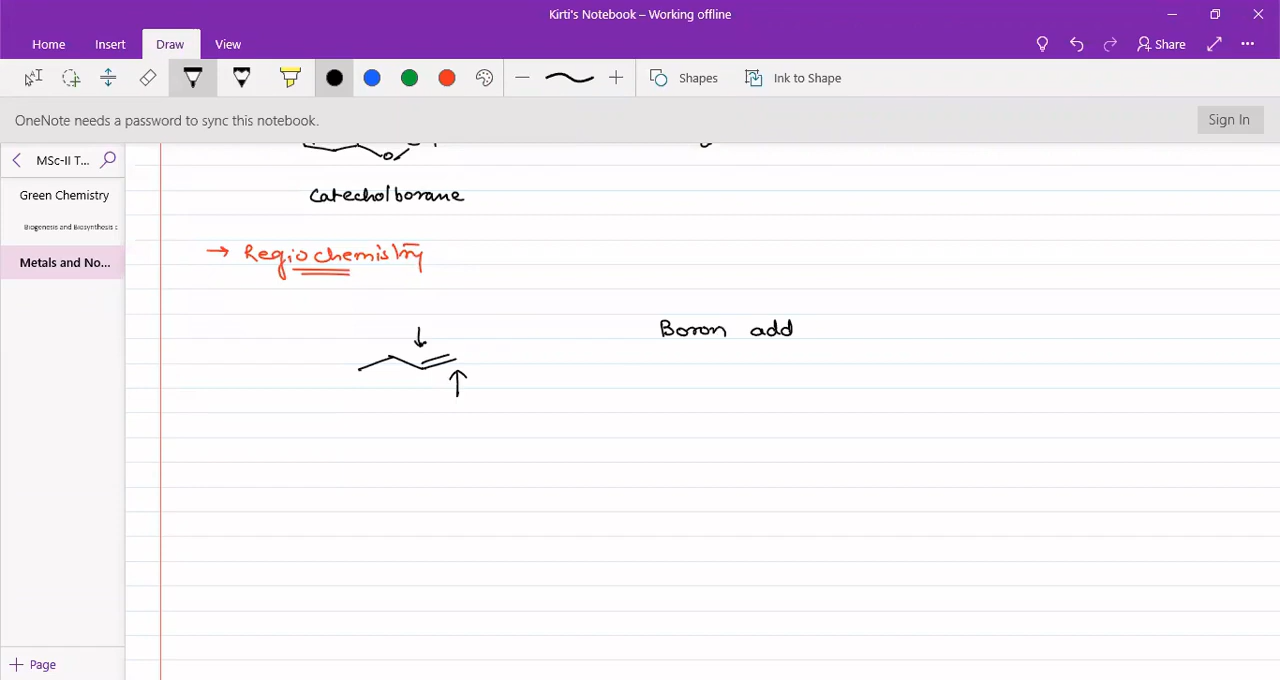 Kirti's Notebook – Working offline
Home Insert Draw View Share
Shapes Ink to Shape
OneNote needs a password to sync this notebook. Sign In
MSc-II T...
Green Chemistry
Biogenesis and Biosynthesis
Metals and No...
Catecholborane
→ Regiochemistry
Boron add
+ Page